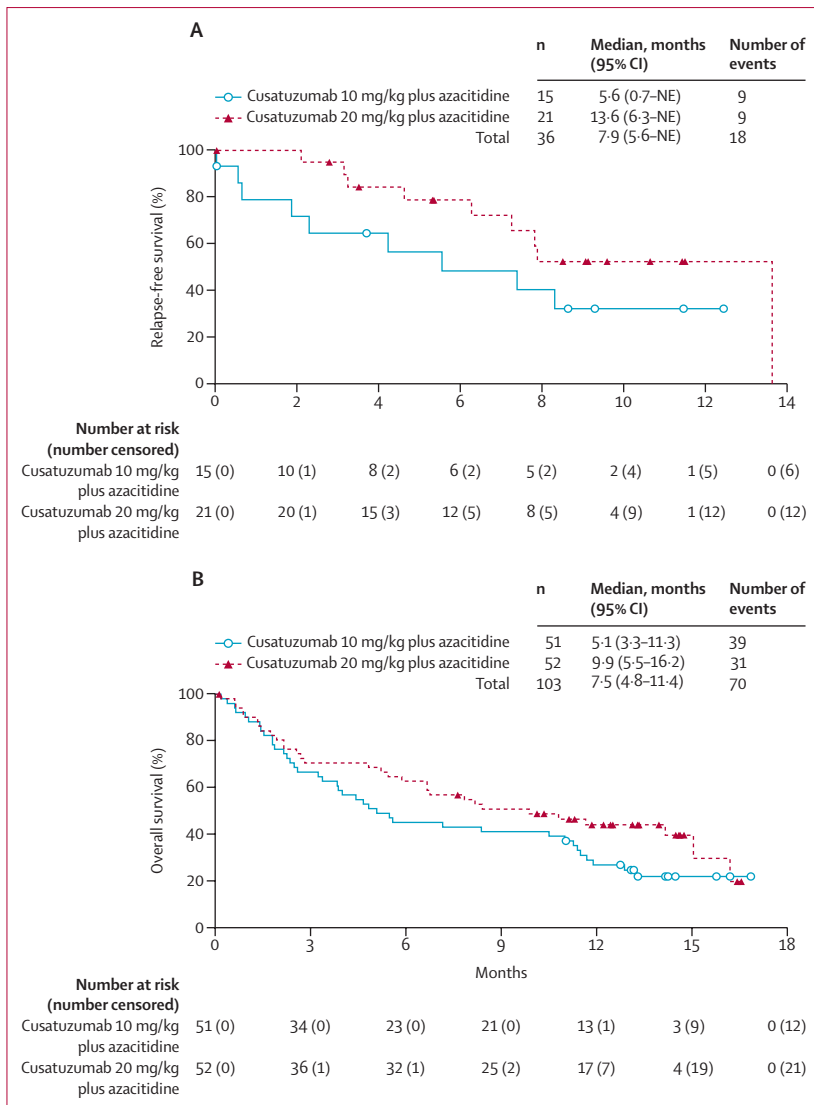 A
n Median, months Number of
(95% CI) events
Cusatuzumab 10 mg/kg plus azacitidine 15 5·6 (0·7–NE) 9
Cusatuzumab 20 mg/kg plus azacitidine 21 13·6 (6·3–NE) 9
Total 36 7·9 (5·6–NE) 18
Relapse-free survival (%)
100
80
60
40
20
0
0 2 4 6 8 10 12 14
Number at risk
(number censored)
Cusatuzumab 10 mg/kg 15 (0) 10 (1) 8 (2) 6 (2) 5 (2) 2 (4) 1 (5) 0 (6)
plus azacitidine
Cusatuzumab 20 mg/kg 21 (0) 20 (1) 15 (3) 12 (5) 8 (5) 4 (9) 1 (12) 0 (12)
plus azacitidine
B
n Median, months Number of
(95% CI) events
Cusatuzumab 10 mg/kg plus azacitidine 51 5·1 (3·3–11·3) 39
Cusatuzumab 20 mg/kg plus azacitidine 52 9·9 (5·5–16·2) 31
Total 103 7·5 (4·8–11·4) 70
Overall survival (%)
100
80
60
40
20
0
0 3 6 9 12 15 18
Months
Number at risk
(number censored)
Cusatuzumab 10 mg/kg 51 (0) 34 (0) 23 (0) 21 (0) 13 (1) 3 (9) 0 (12)
plus azacitidine
Cusatuzumab 20 mg/kg 52 (0) 36 (1) 32 (1) 25 (2) 17 (7) 4 (19) 0 (21)
plus azacitidine